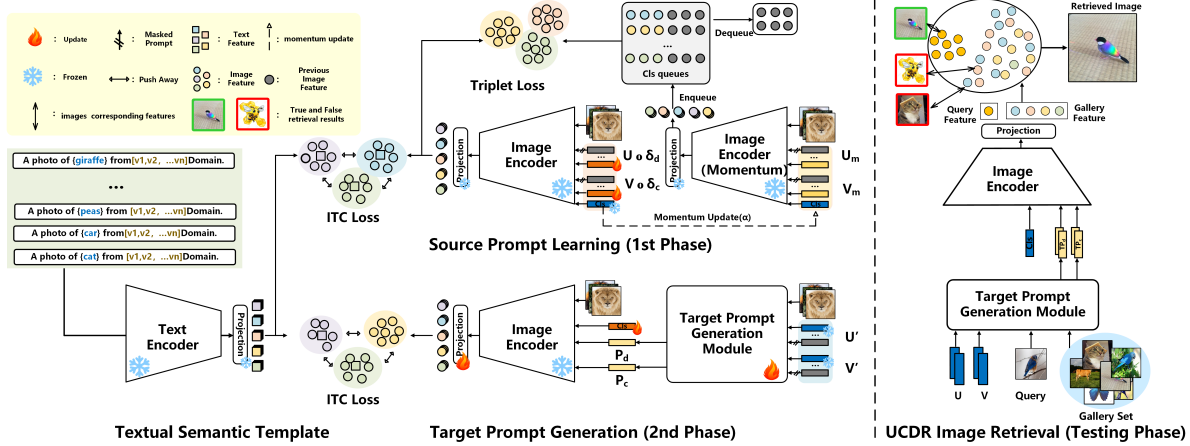 Update
Masked Prompt
Text Feature
momentum update
Frozen
Push Away
Image Feature
Previous Image Feature
images corresponding features
True and False retrieval results
A photo of {giraffe} from[v1,v2, ...vn]Domain.
...
A photo of {peas} from [v1,v2, ...vn]Domain.
A photo of {car} from[v1,v2, ...vn]Domain.
A photo of {cat} from [v1,v2, ...vn]Domain.
Text Encoder
Projection
Textual Semantic Template
ITC Loss
Triplet Loss
Projection
Image Encoder
U o δd
...
V o δc
...
Cls
Cls queues
...
Dequeue
Enqueue
Projection
Image Encoder (Momentum)
Um
...
Vm
...
Cls
Momentum Update(α)
Source Prompt Learning (1st Phase)
ITC Loss
Projection
Image Encoder
Cls
Pd
Pc
Target Prompt Generation Module
U′
...
V′
...
Target Prompt Generation (2nd Phase)
Retrieved Image
Query Feature
Gallery Feature
Projection
Image Encoder
Cls
Target Prompt Generation Module
U
V
Query
Gallery Set
UCDR Image Retrieval (Testing Phase)